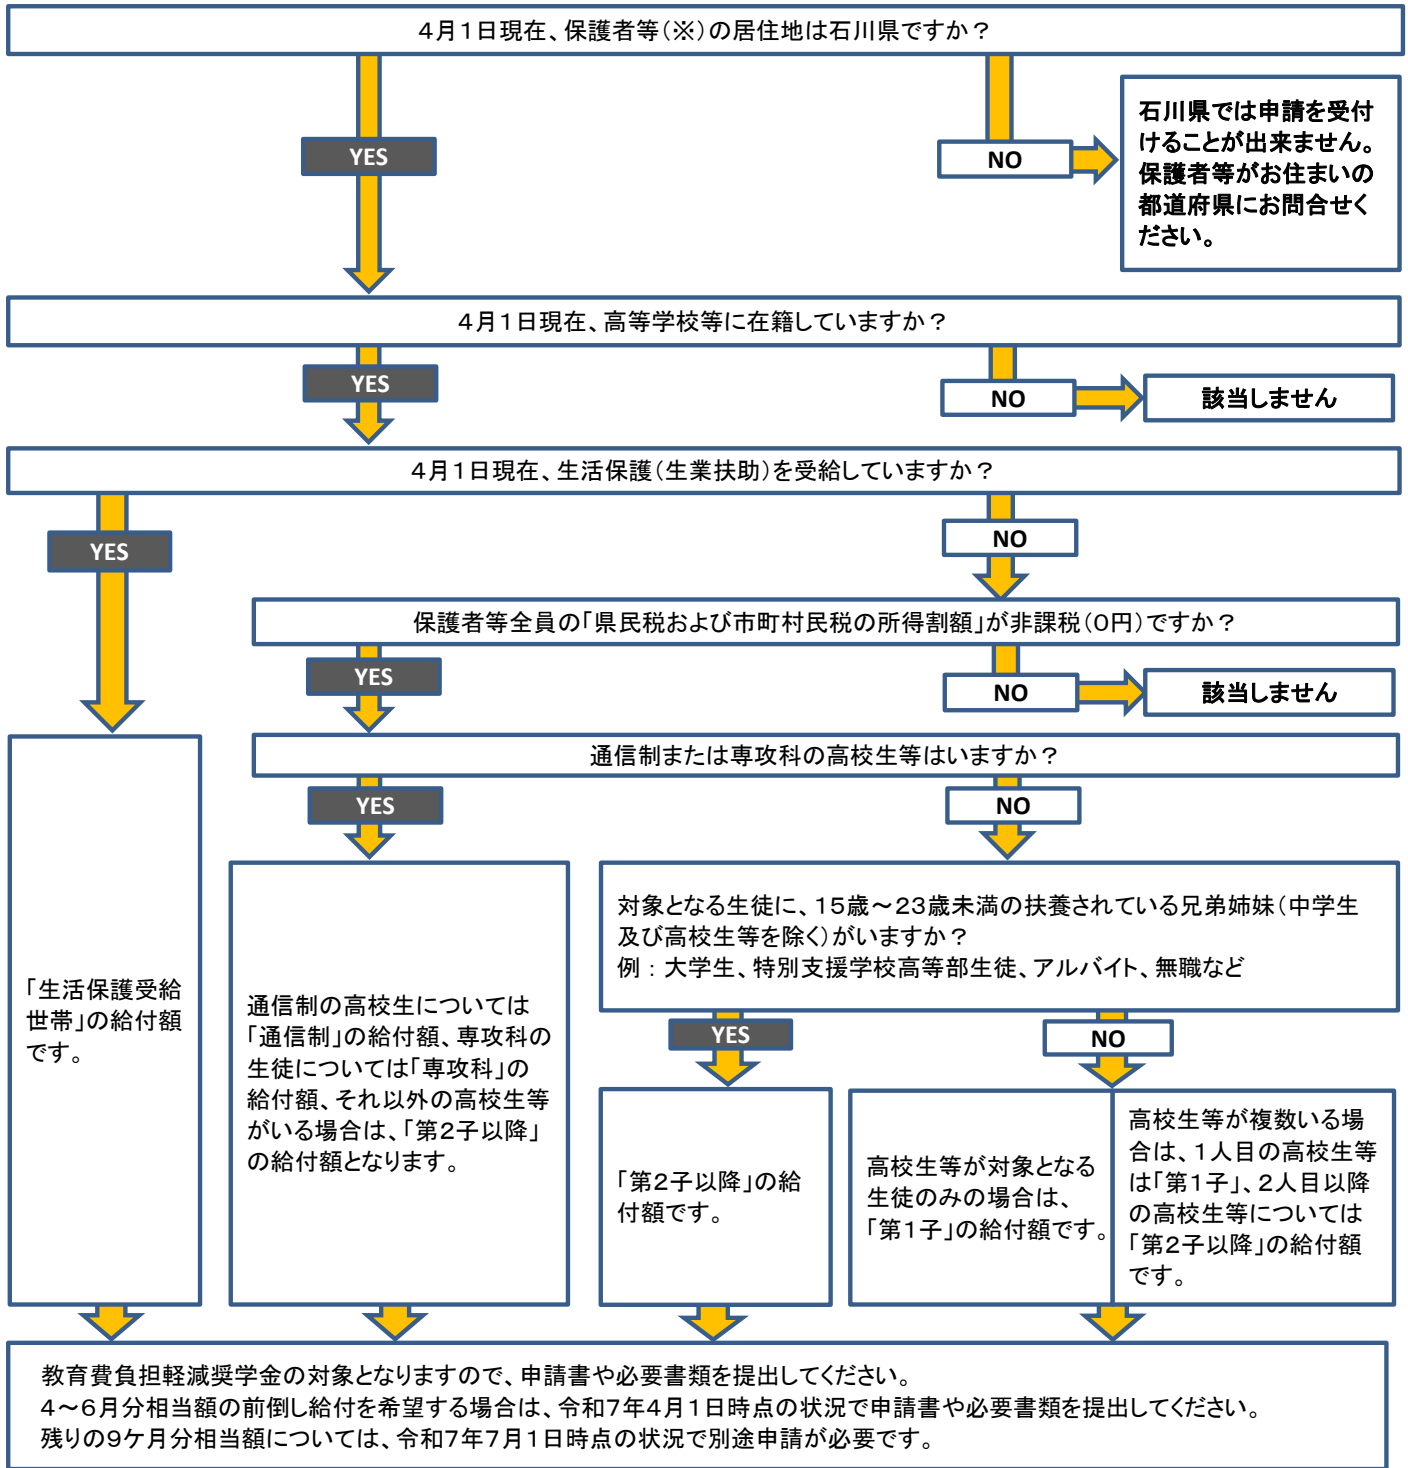 4月1日現在、保護者等(※)の居住地は石川県ですか？
YES
NO
石川県では申請を受付
けることが出来ません。
保護者等がお住まいの
都道府県にお問合せく
ださい。
4月1日現在、高等学校等に在籍していますか？
YES
NO
該当しません
4月1日現在、生活保護(生業扶助)を受給していますか？
YES
NO
保護者等全員の「県民税および市町村民税の所得割額」が非課税(0円)ですか？
YES
NO
該当しません
通信制または専攻科の高校生等はいますか？
YES
NO
「生活保護受給
世帯」の給付額
です。
通信制の高校生については
「通信制」の給付額、専攻科の
生徒については「専攻科」の
給付額、それ以外の高校生等
がいる場合は、「第2子以降」
の給付額となります。
対象となる生徒に、15歳～23歳未満の扶養されている兄弟姉妹(中学生
及び高校生等を除く)がいますか？
例：大学生、特別支援学校高等部生徒、アルバイト、無職など
YES
NO
「第2子以降」の給
付額です。
高校生等が対象となる
生徒のみの場合は、
「第1子」の給付額です。
高校生等が複数いる場
合は、1人目の高校生等
は「第1子」、2人目以降
の高校生等については
「第2子以降」の給付額
です。
教育費負担軽減奨学金の対象となりますので、申請書や必要書類を提出してください。
4～6月分相当額の前倒し給付を希望する場合は、令和7年4月1日時点の状況で申請書や必要書類を提出してください。
残りの9ケ月分相当額については、令和7年7月1日時点の状況で別途申請が必要です。